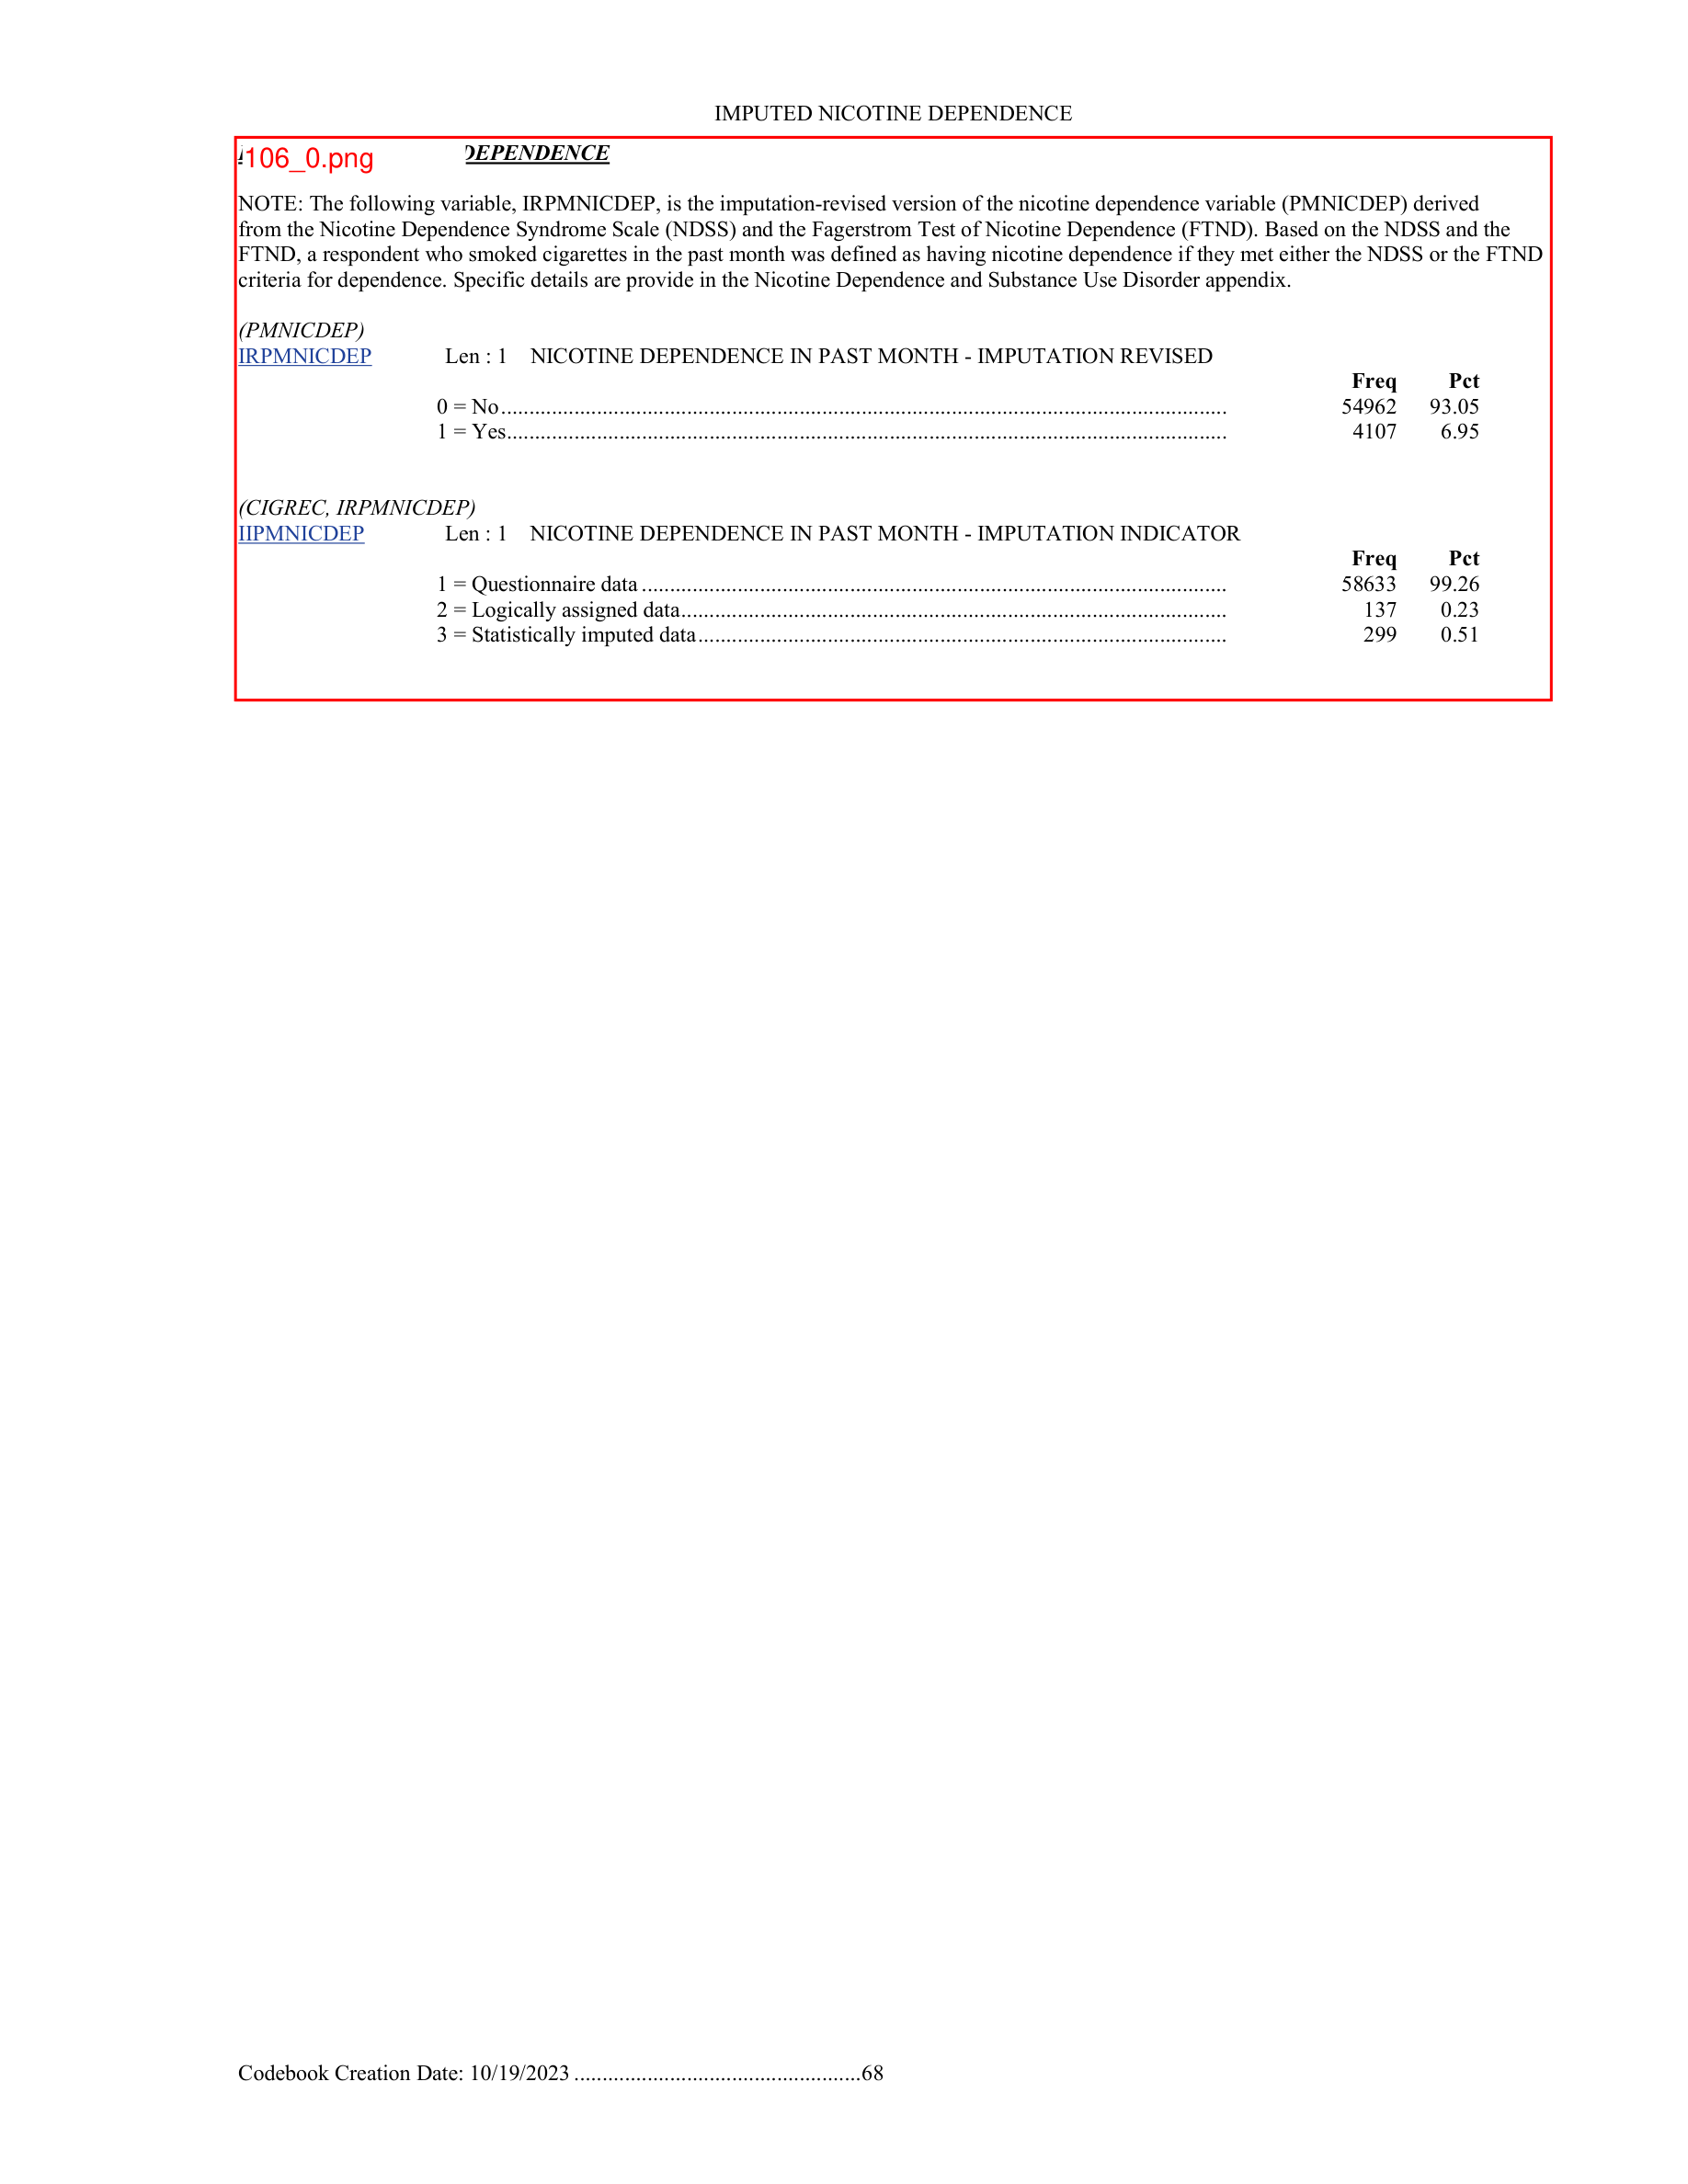 IMPUTED NICOTINE DEPENDENCE
106_0.png DEPENDENCE
NOTE: The following variable, IRPMNICDEP, is the imputation-revised version of the nicotine dependence variable (PMNICDEP) derived
from the Nicotine Dependence Syndrome Scale (NDSS) and the Fagerstrom Test of Nicotine Dependence (FTND). Based on the NDSS and the
FTND, a respondent who smoked cigarettes in the past month was defined as having nicotine dependence if they met either the NDSS or the FTND
criteria for dependence. Specific details are provide in the Nicotine Dependence and Substance Use Disorder appendix.
(PMNICDEP)
IRPMNICDEP Len : 1 NICOTINE DEPENDENCE IN PAST MONTH - IMPUTATION REVISED
Freq Pct
0 = No........................................................ 54962 93.05
1 = Yes........................................................ 4107 6.95
(CIGREC, IRPMNICDEP)
IIPMNICDEP Len : 1 NICOTINE DEPENDENCE IN PAST MONTH - IMPUTATION INDICATOR
Freq Pct
1 = Questionnaire data ........................................................ 58633 99.26
2 = Logically assigned data........................................................ 137 0.23
3 = Statistically imputed data........................................................ 299 0.51
Codebook Creation Date: 10/19/2023 ...................................................68